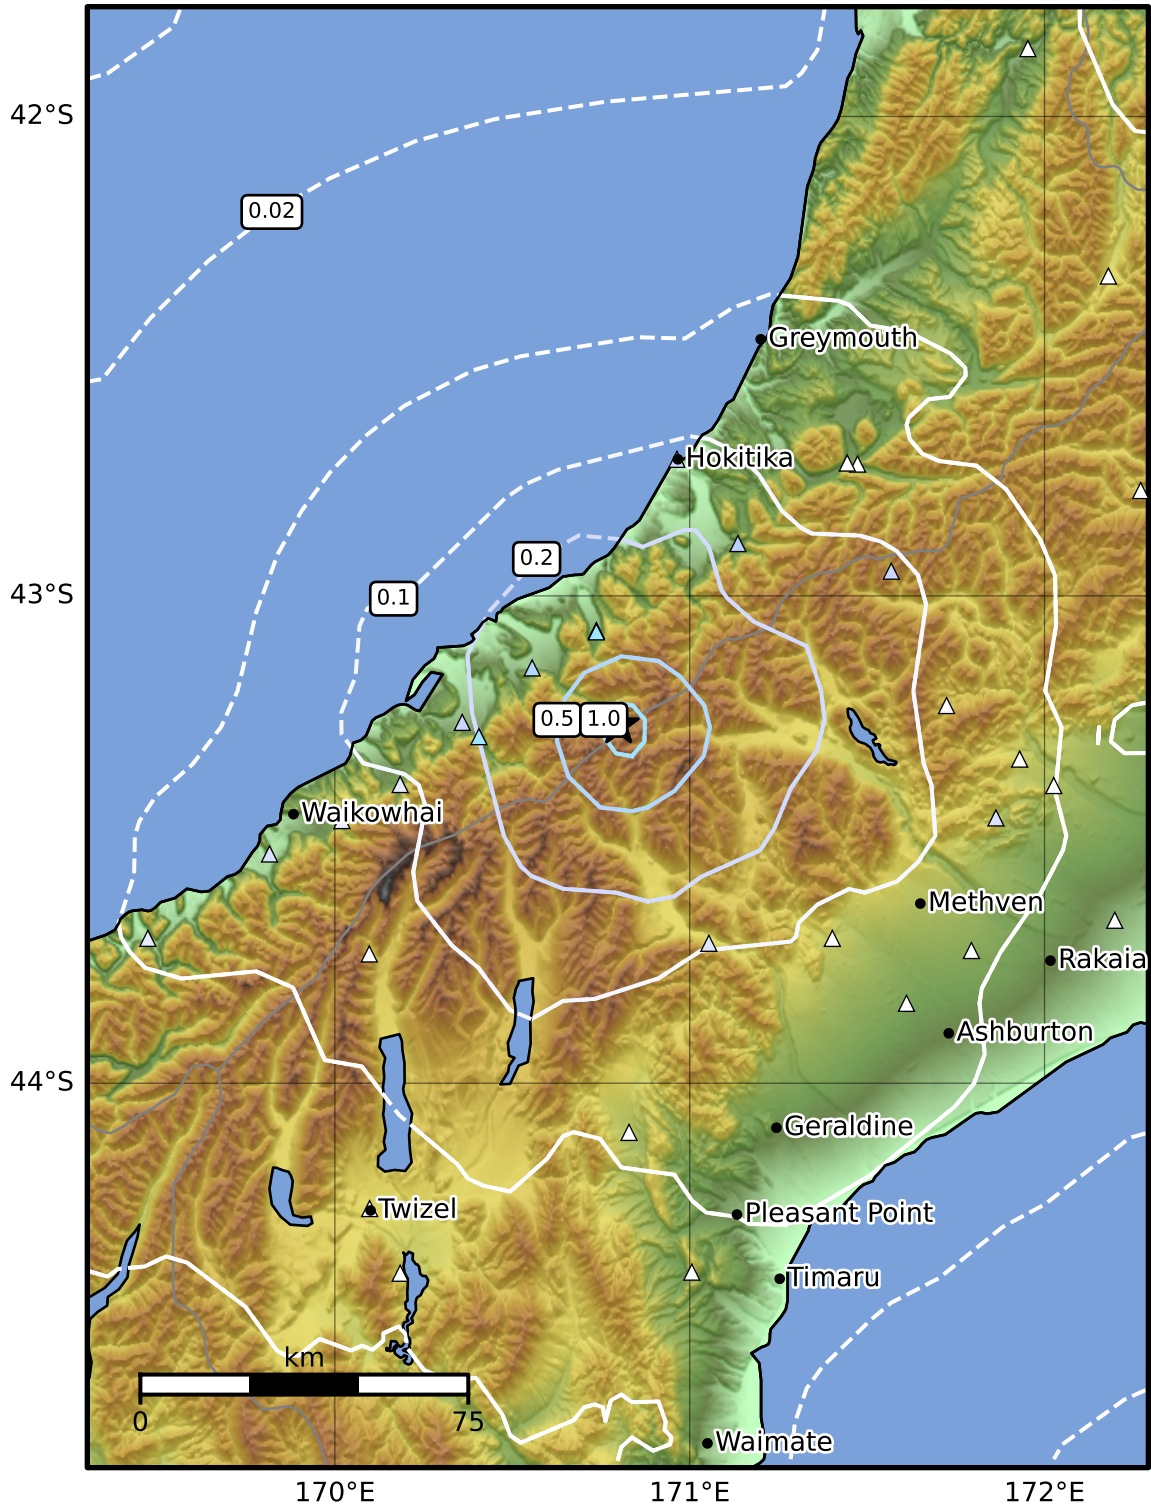 42°S
0.02
Greymouth
Hokitika
0.2
43°S
0.1
0.5
1.0
Waikowhai
Methven
Rakaia
Ashburton
44°S
Geraldine
Twizel
Pleasant Point
Timaru
km
0
75
Waimate
170°E
171°E
172°E